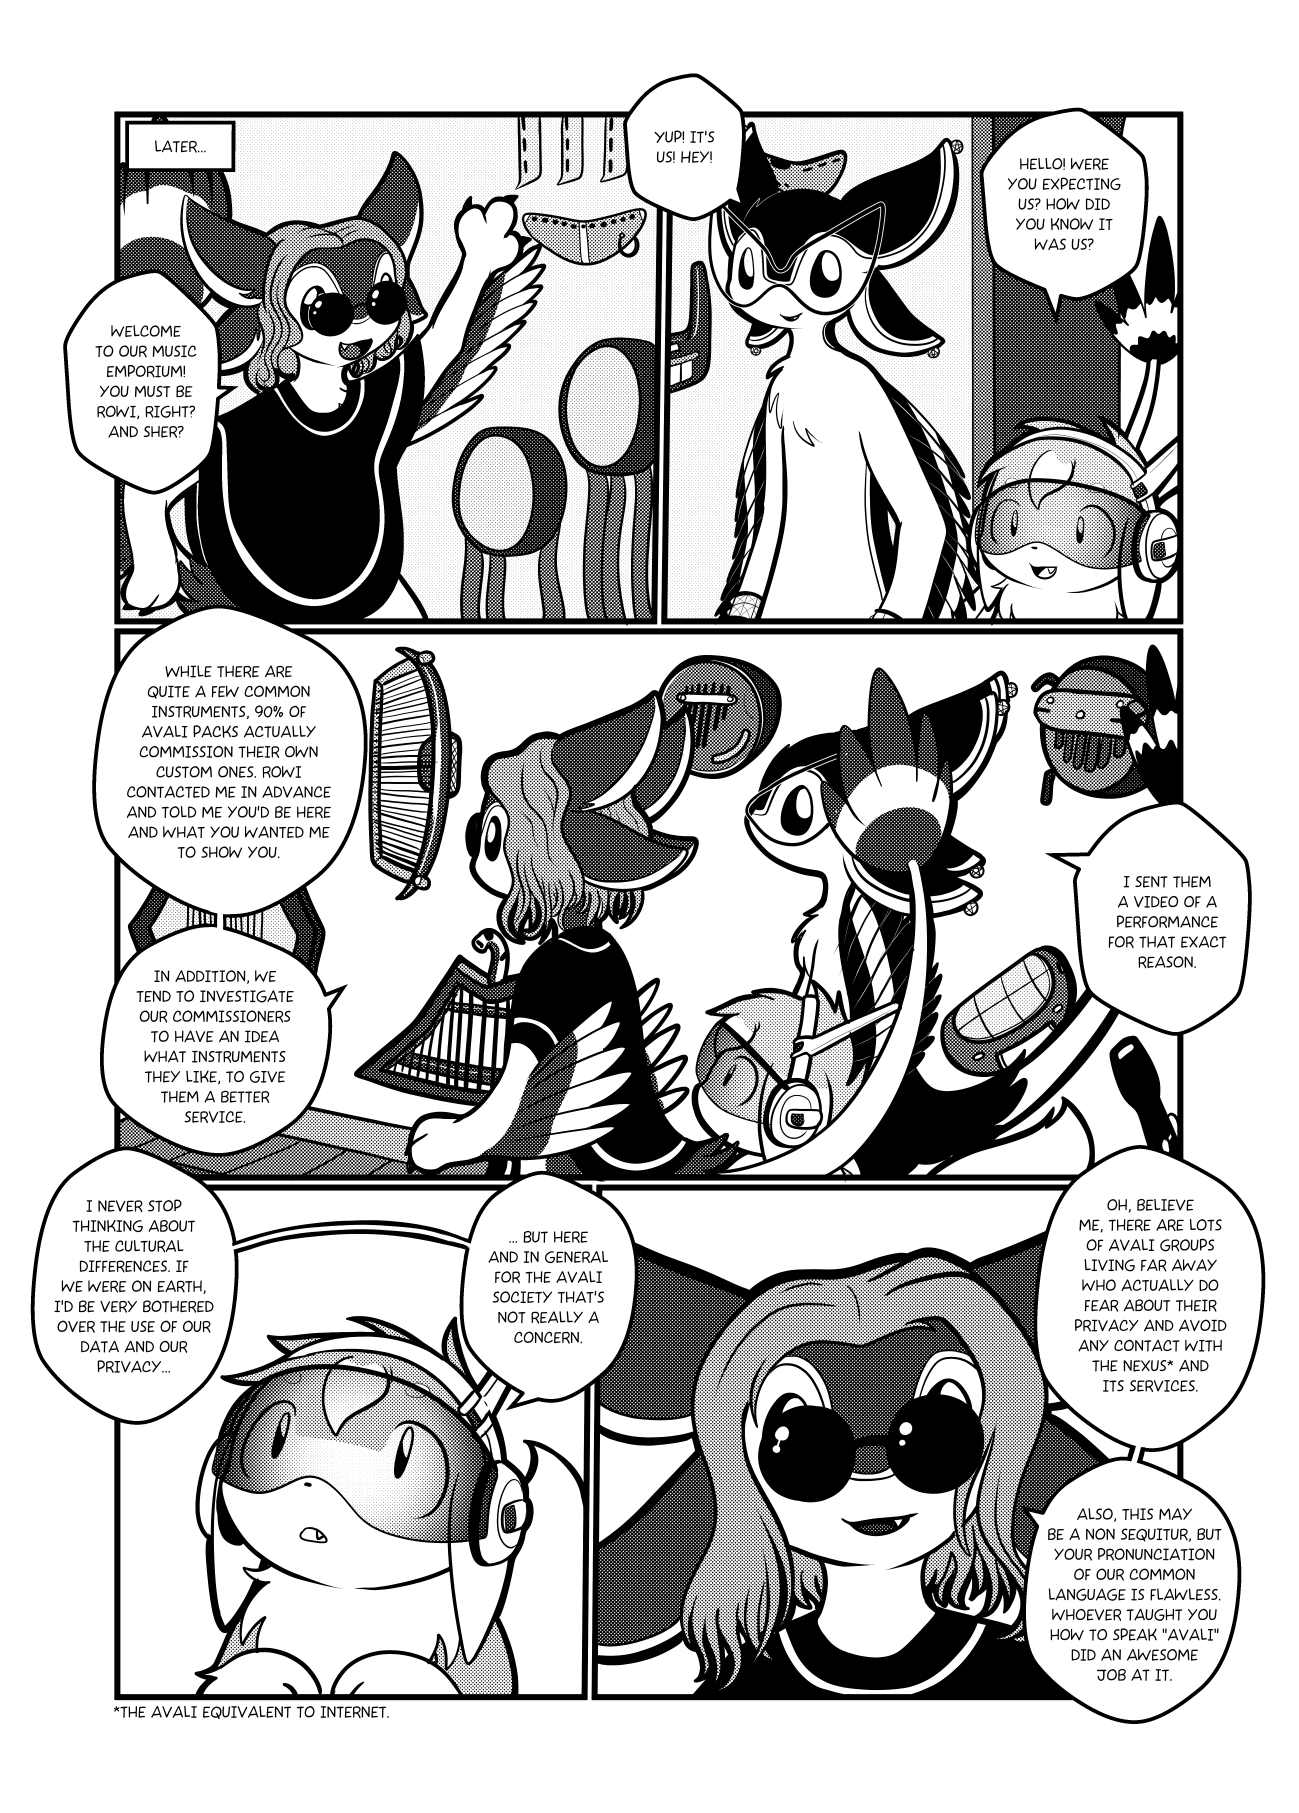 LATER...
WELCOME
TO OUR MUSIC
EMPORIUM!
YOU MUST BE
ROWI, RIGHT?
AND SHER?
YUP! IT'S
US! HEY!
HELLO! WERE
YOU EXPECTING
US? HOW DID
YOU KNOW IT
WAS US?
WHILE THERE ARE
QUITE A FEW COMMON
INSTRUMENTS, 90% OF
AVALI PACKS ACTUALLY
COMMISSION THEIR OWN
CUSTOM ONES. ROWI
CONTACTED ME IN ADVANCE
AND TOLD ME YOU'D BE HERE
AND WHAT YOU WANTED ME
TO SHOW YOU.
IN ADDITION, WE
TEND TO INVESTIGATE
OUR COMMISSIONERS
TO HAVE AN IDEA
WHAT INSTRUMENTS
THEY LIKE, TO GIVE
THEM A BETTER
SERVICE.
I SENT THEM
A VIDEO OF A
PERFORMANCE
FOR THAT EXACT
REASON.
I NEVER STOP
THINKING ABOUT
THE CULTURAL
DIFFERENCES. IF
WE WERE ON EARTH,
I'D BE VERY BOTHERED
OVER THE USE OF OUR
DATA AND OUR
PRIVACY...
... BUT HERE
AND IN GENERAL
FOR THE AVALI
SOCIETY THAT'S
NOT REALLY A
CONCERN.
OH, BELIEVE
ME, THERE ARE LOTS
OF AVALI GROUPS
LIVING FAR AWAY
WHO ACTUALLY DO
FEAR ABOUT THEIR
PRIVACY AND AVOID
ANY CONTACT WITH
THE NEXUS* AND
ITS SERVICES.
ALSO, THIS MAY
BE A NON SEQUITUR, BUT
YOUR PRONUNCIATION
OF OUR COMMON
LANGUAGE IS FLAWLESS.
WHOEVER TAUGHT YOU
HOW TO SPEAK "AVALI"
DID AN AWESOME
JOB AT IT.
*THE AVALI EQUIVALENT TO INTERNET.